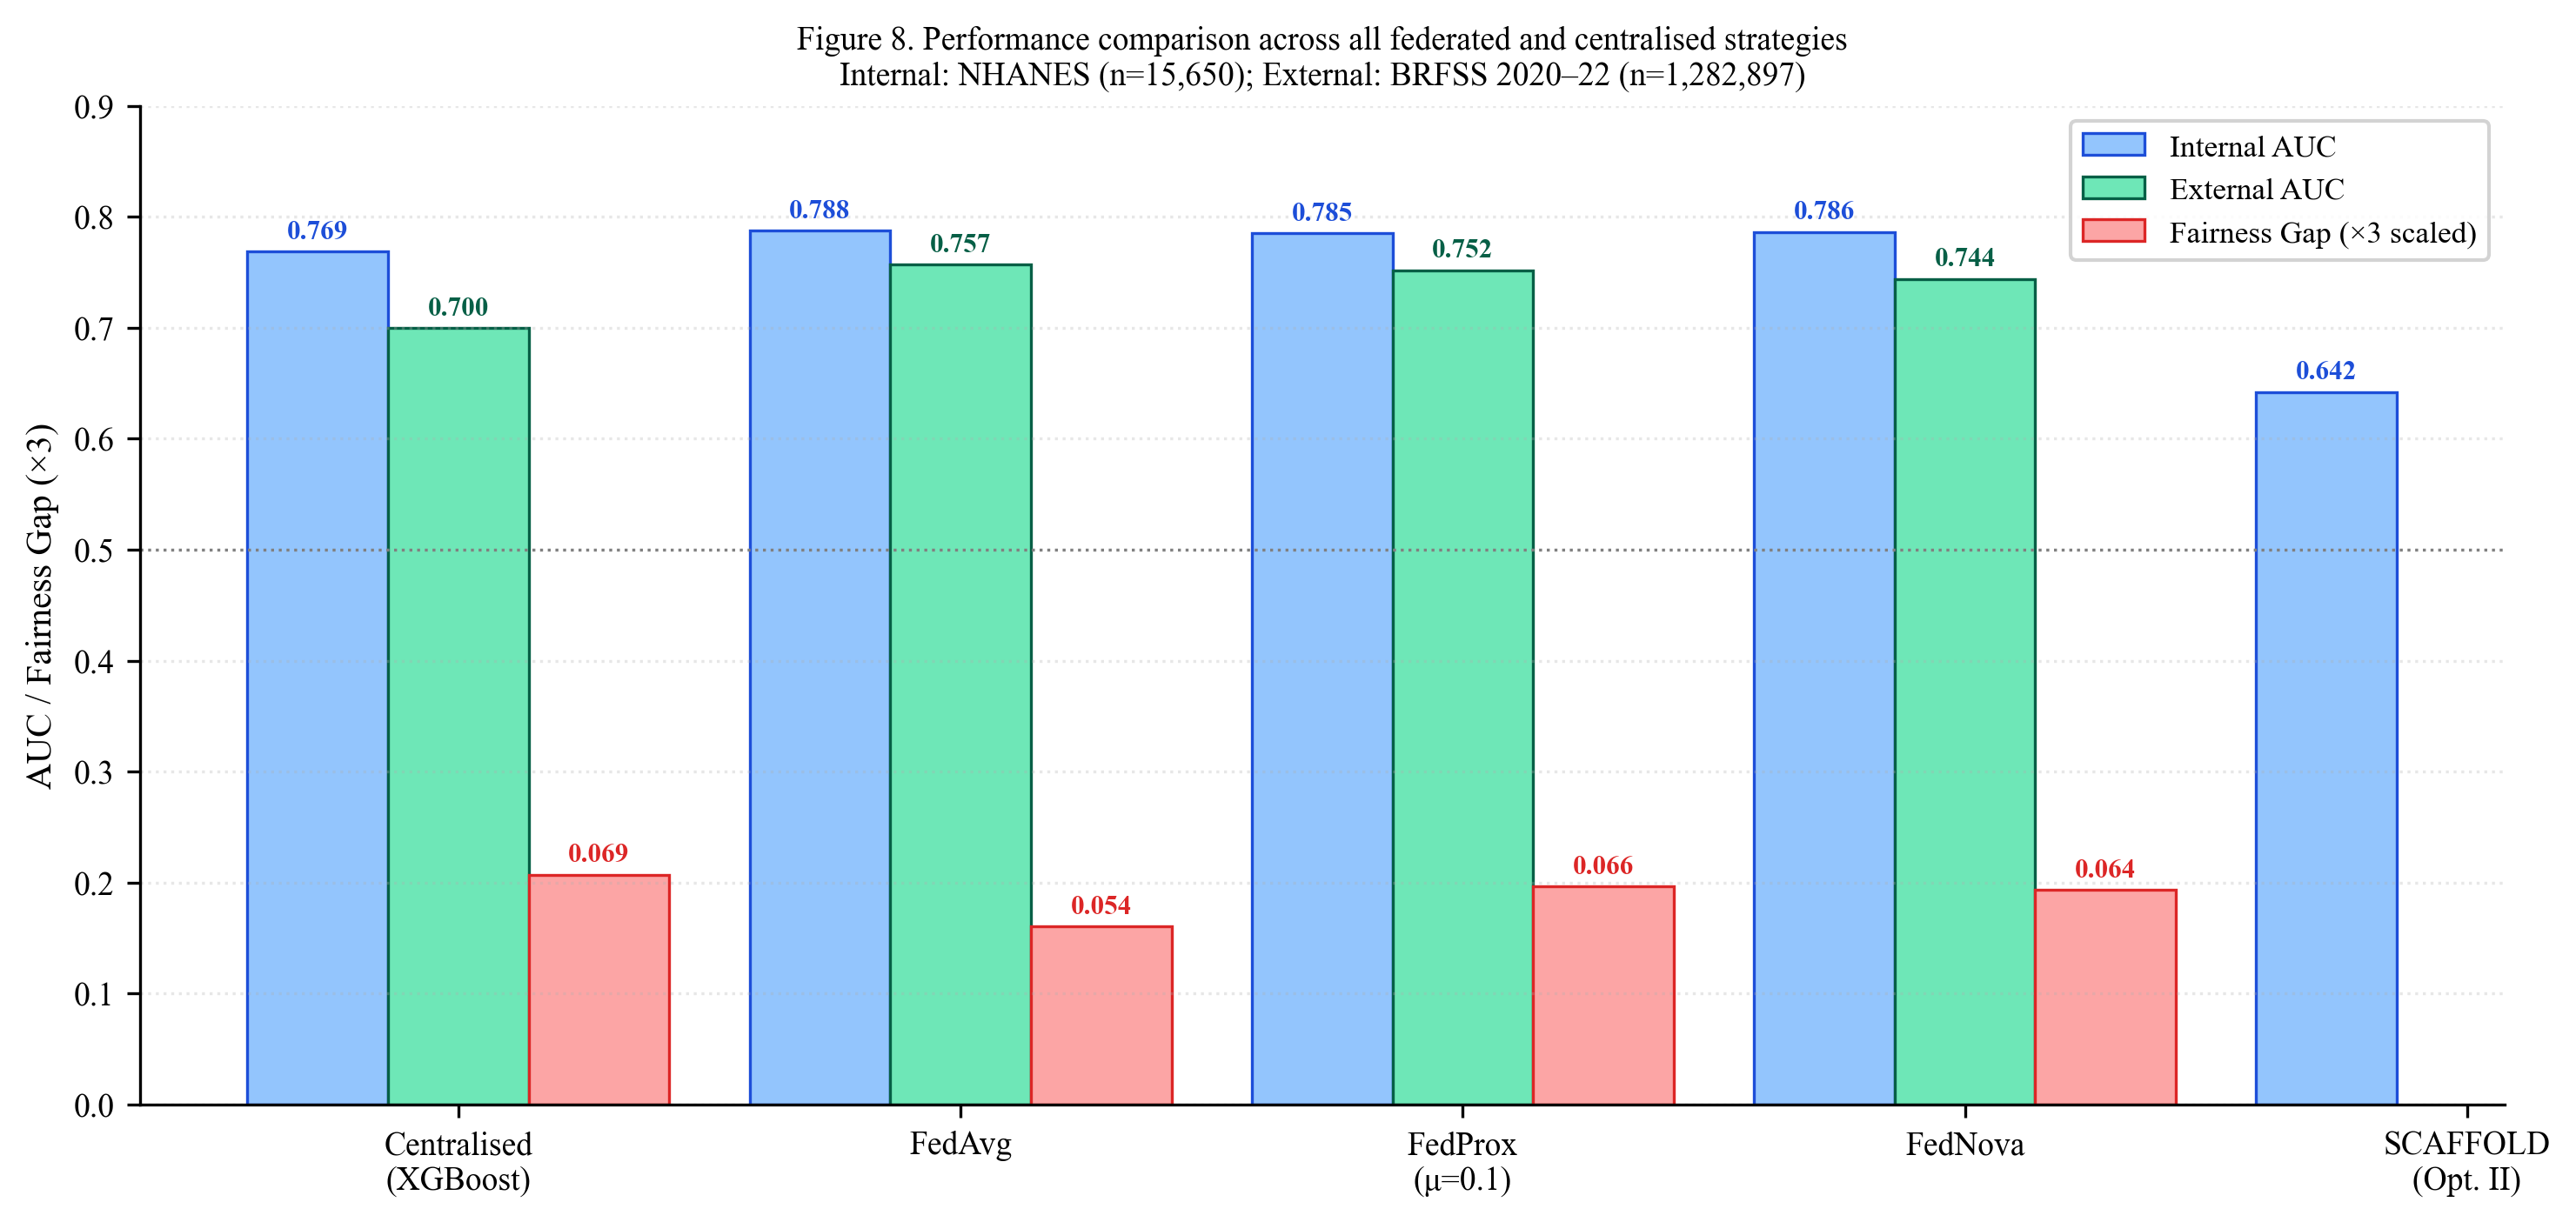 Figure 8. Performance comparison across all federated and centralised strategies
Internal: NHANES (n=15,650); External: BRFSS 2020–22 (n=1,282,897)
AUC / Fairness Gap (×3)
0.9
0.8
0.7
0.6
0.5
0.4
0.3
0.2
0.1
0.0
Internal AUC
External AUC
Fairness Gap (×3 scaled)
0.769
0.700
0.069
0.788
0.757
0.054
0.785
0.752
0.066
0.786
0.744
0.064
0.642
Centralised
(XGBoost)
FedAvg
FedProx
(μ=0.1)
FedNova
SCAFFOLD
(Opt. II)